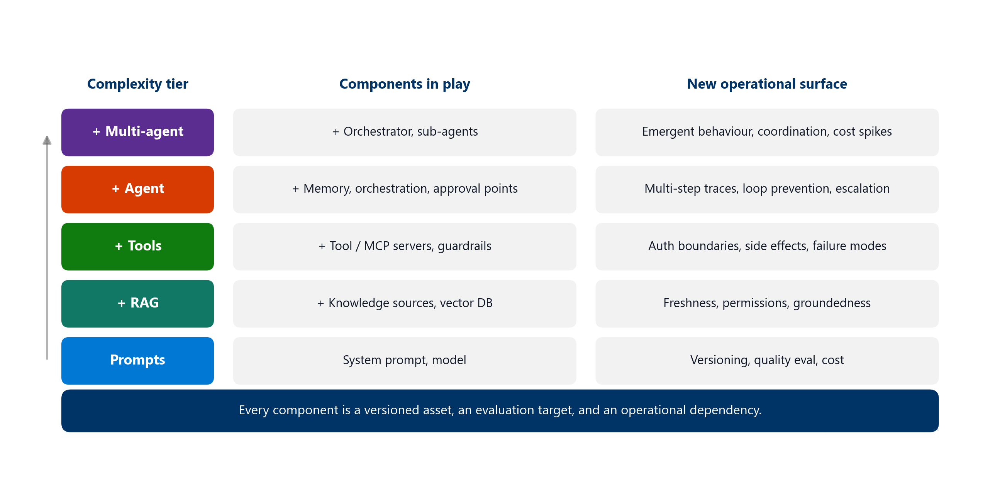 Complexity tier
Components in play
New operational surface
+ Multi-agent
+ Orchestrator, sub-agents
Emergent behaviour, coordination, cost spikes
+ Agent
+ Memory, orchestration, approval points
Multi-step traces, loop prevention, escalation
+ Tools
+ Tool / MCP servers, guardrails
Auth boundaries, side effects, failure modes
+ RAG
+ Knowledge sources, vector DB
Freshness, permissions, groundedness
Prompts
System prompt, model
Versioning, quality eval, cost
Every component is a versioned asset, an evaluation target, and an operational dependency.